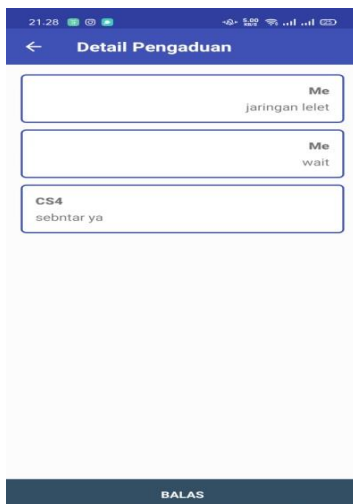 21.28
Detail Pengaduan
Me
jaringan lelet
Me
wait
CS4
sebntar ya
BALAS